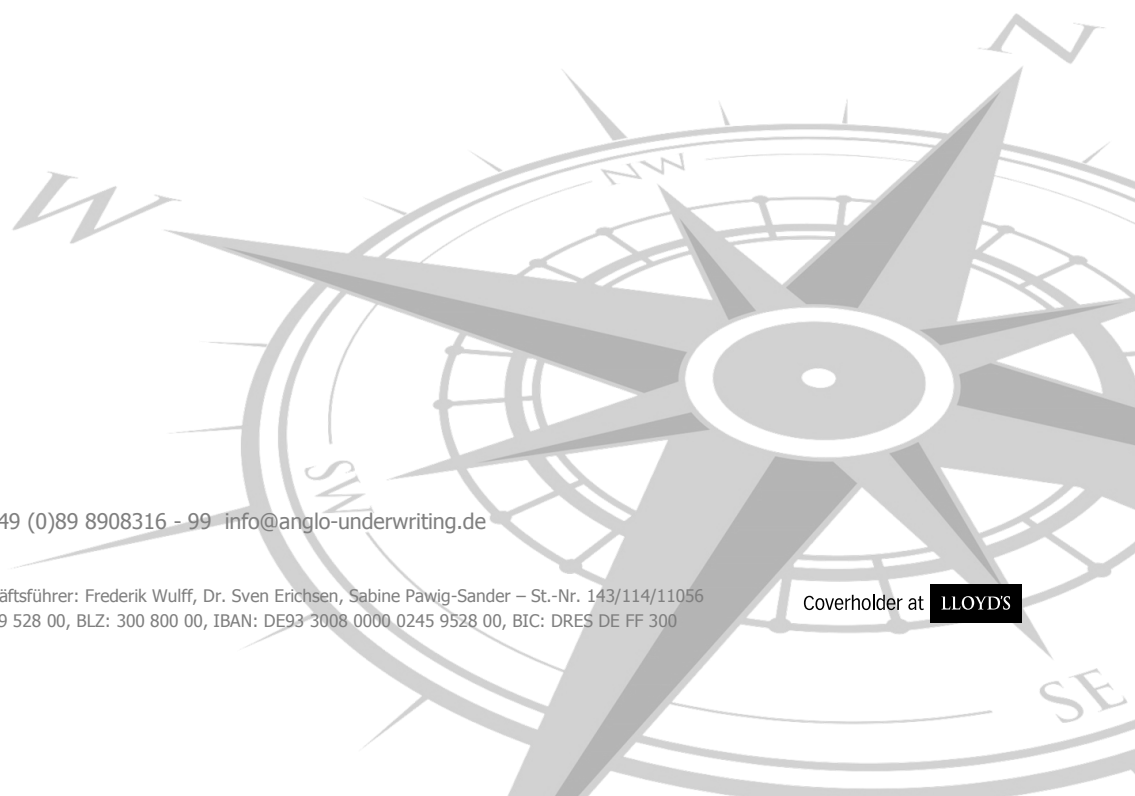 N
NW
W
SW
49 (0)89 8908316 - 99 info@anglo-underwriting.de
äftsführer: Frederik Wulff, Dr. Sven Erichsen, Sabine Pawig-Sander – St.-Nr. 143/114/11056
9 528 00, BLZ: 300 800 00, IBAN: DE93 3008 0000 0245 9528 00, BIC: DRES DE FF 300
Coverholder at LLOYD'S
SE